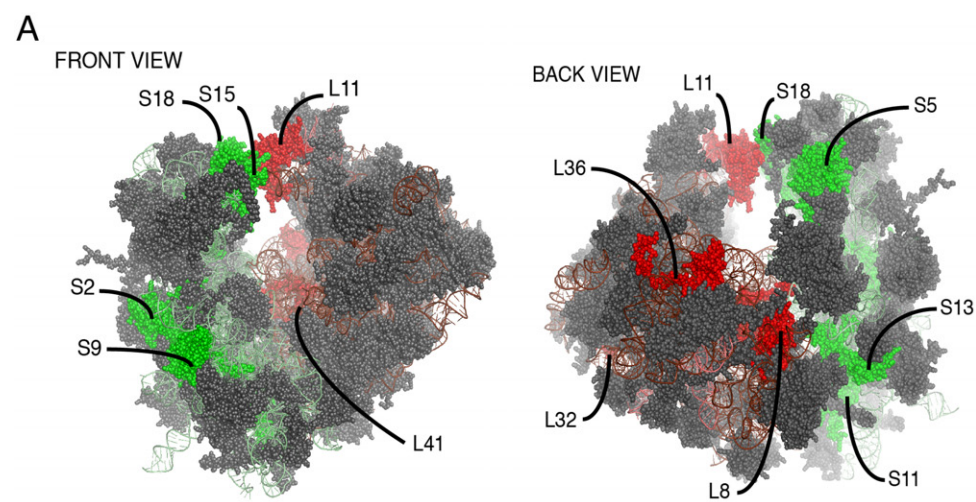 A
FRONT VIEW
S18 S15 L11
S2
S9
L41
BACK VIEW
L11 S18 S5
L36
S13
L32
L8 S11